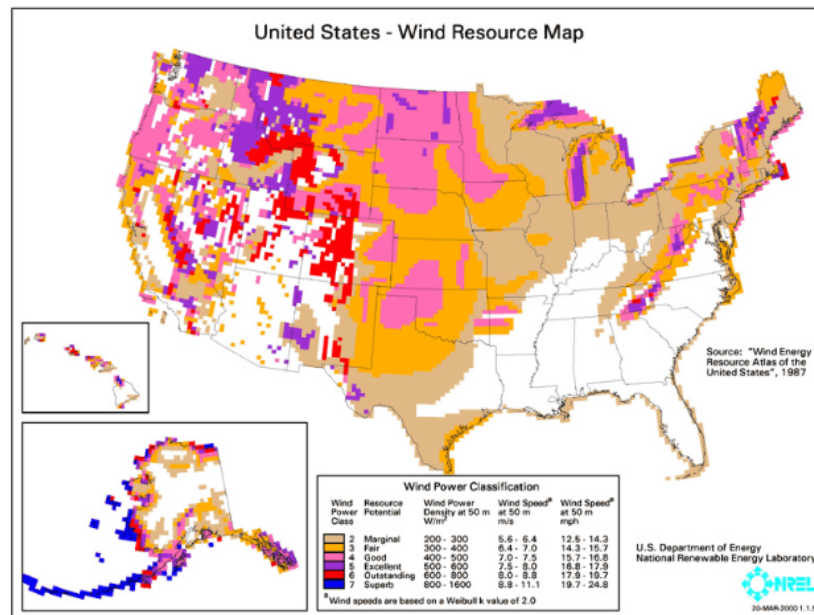 United States - Wind Resource Map
Source: "Wind Energy
Resource Atlas of the
United States", 1987
Wind Power Classification
Wind Power Class Resource Potential Wind Power Density at 50 m W/m² Wind Speedª at 50 m m/s Wind Speedª at 50 m mph
2 Marginal 200 - 300 5.6 - 6.4 12.5 - 14.3
3 Fair 300 - 400 6.4 - 7.0 14.3 - 15.7
4 Good 400 - 500 7.0 - 7.5 15.7 - 16.8
5 Excellent 500 - 600 7.5 - 8.0 16.8 - 17.9
6 Outstanding 600 - 800 8.0 - 8.8 17.9 - 19.7
7 Superb 800 - 1600 8.8 - 11.1 19.7 - 24.8
ª Wind speeds are based on a Weibull k value of 2.0
U.S. Department of Energy
National Renewable Energy Laboratory
NREL
20-MAR-2000 1.1.9